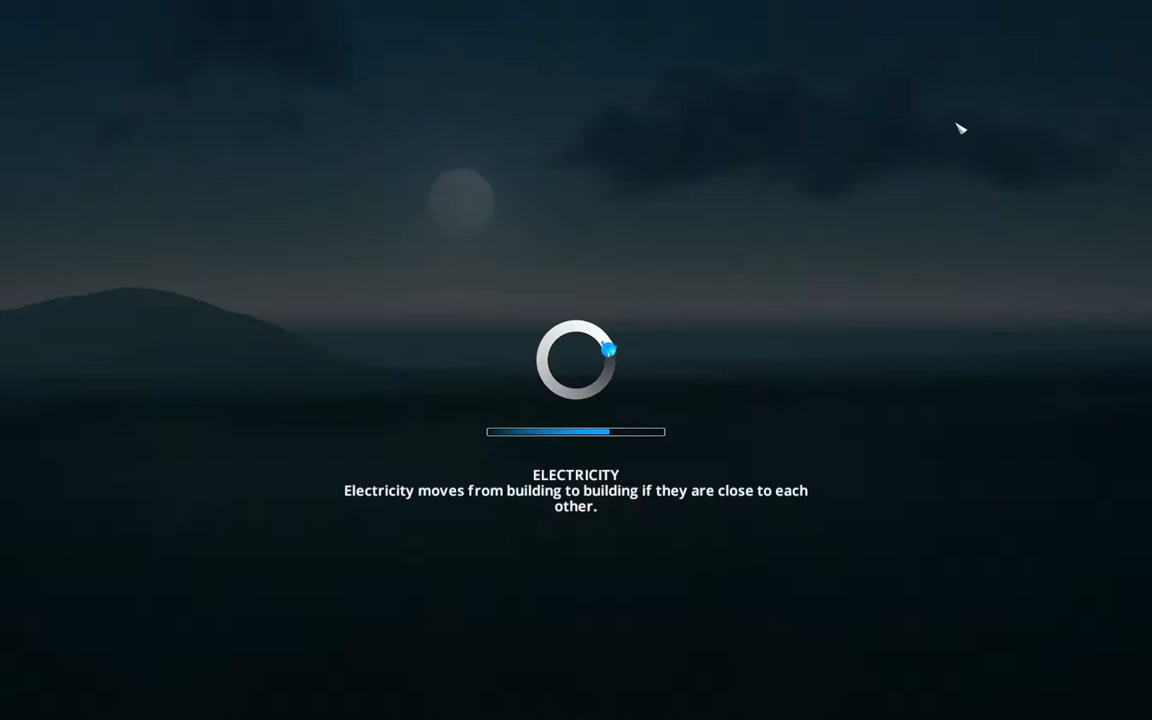 ELECTRICITY
Electricity moves from building to building if they are close to each
other.